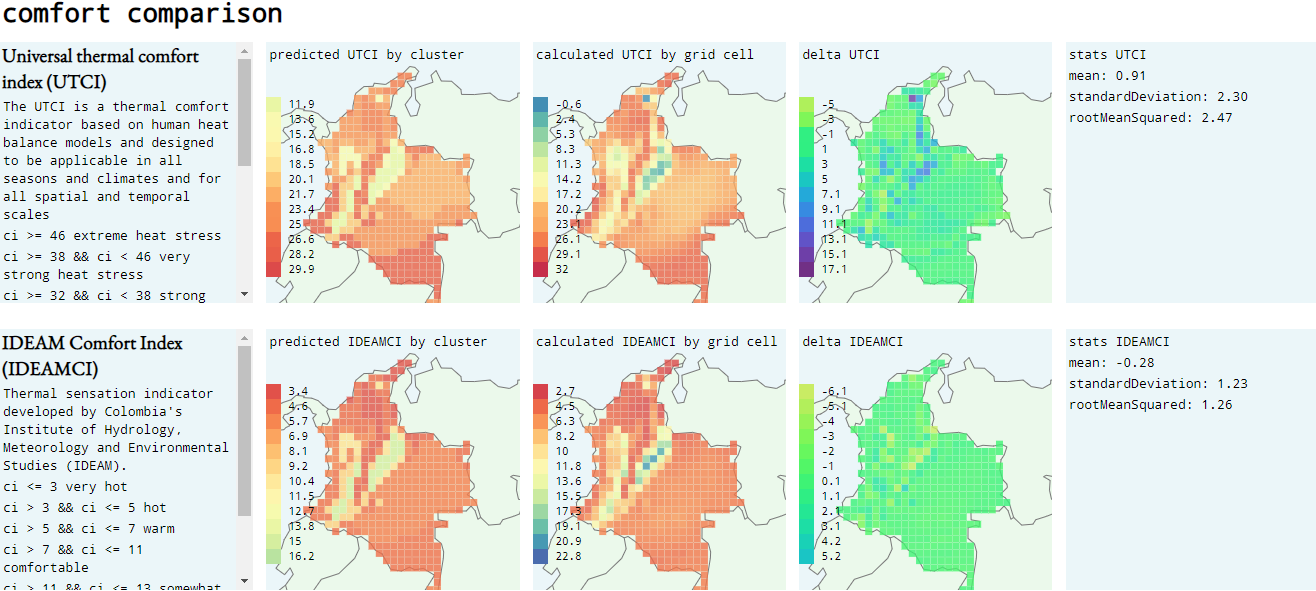 comfort comparison
Universal thermal comfort
index (UTCI)
The UTCI is a thermal comfort
indicator based on human heat
balance models and designed
to be applicable in all
seasons and climates and for
all spatial and temporal
scales
ci >= 46 extreme heat stress
ci >= 38 && ci < 46 very
strong heat stress
ci >= 32 && ci < 38 strong
predicted UTCI by cluster
11.9
13.6
15.2
16.8
18.5
20.1
21.7
23.4
25
26.6
28.2
29.9
calculated UTCI by grid cell
-0.6
2.4
5.3
8.3
11.3
14.2
17.2
20.2
26.1
29.1
32
delta UTCI
-5
-3
-1
1
3
5
7.1
9.1
11.1
13.1
15.1
17.1
stats UTCI
mean: 0.91
standardDeviation: 2.30
rootMeanSquared: 2.47
IDEAM Comfort Index
(IDEAMCI)
Thermal sensation indicator
developed by Colombia's
Institute of Hydrology,
Meteorology and Environmental
Studies (IDEAM).
ci <= 3 very hot
ci > 3 && ci <= 5 hot
ci > 5 && ci <= 7 warm
ci > 7 && ci <= 11
comfortable
ci > 11 && ci <= 13 somewhat
predicted IDEAMCI by cluster
3.4
4.6
5.7
6.9
8.1
9.2
10.4
11.5
12.7
13.8
15
16.2
calculated IDEAMCI by grid cell
2.7
4.5
6.3
8.2
10
11.8
13.6
15.5
17.3
19.1
20.9
22.8
delta IDEAMCI
-6.1
-5.1
-4
-3
-2
-1
0.1
1.1
2.1
3.1
4.2
5.2
stats IDEAMCI
mean: -0.28
standardDeviation: 1.23
rootMeanSquared: 1.26